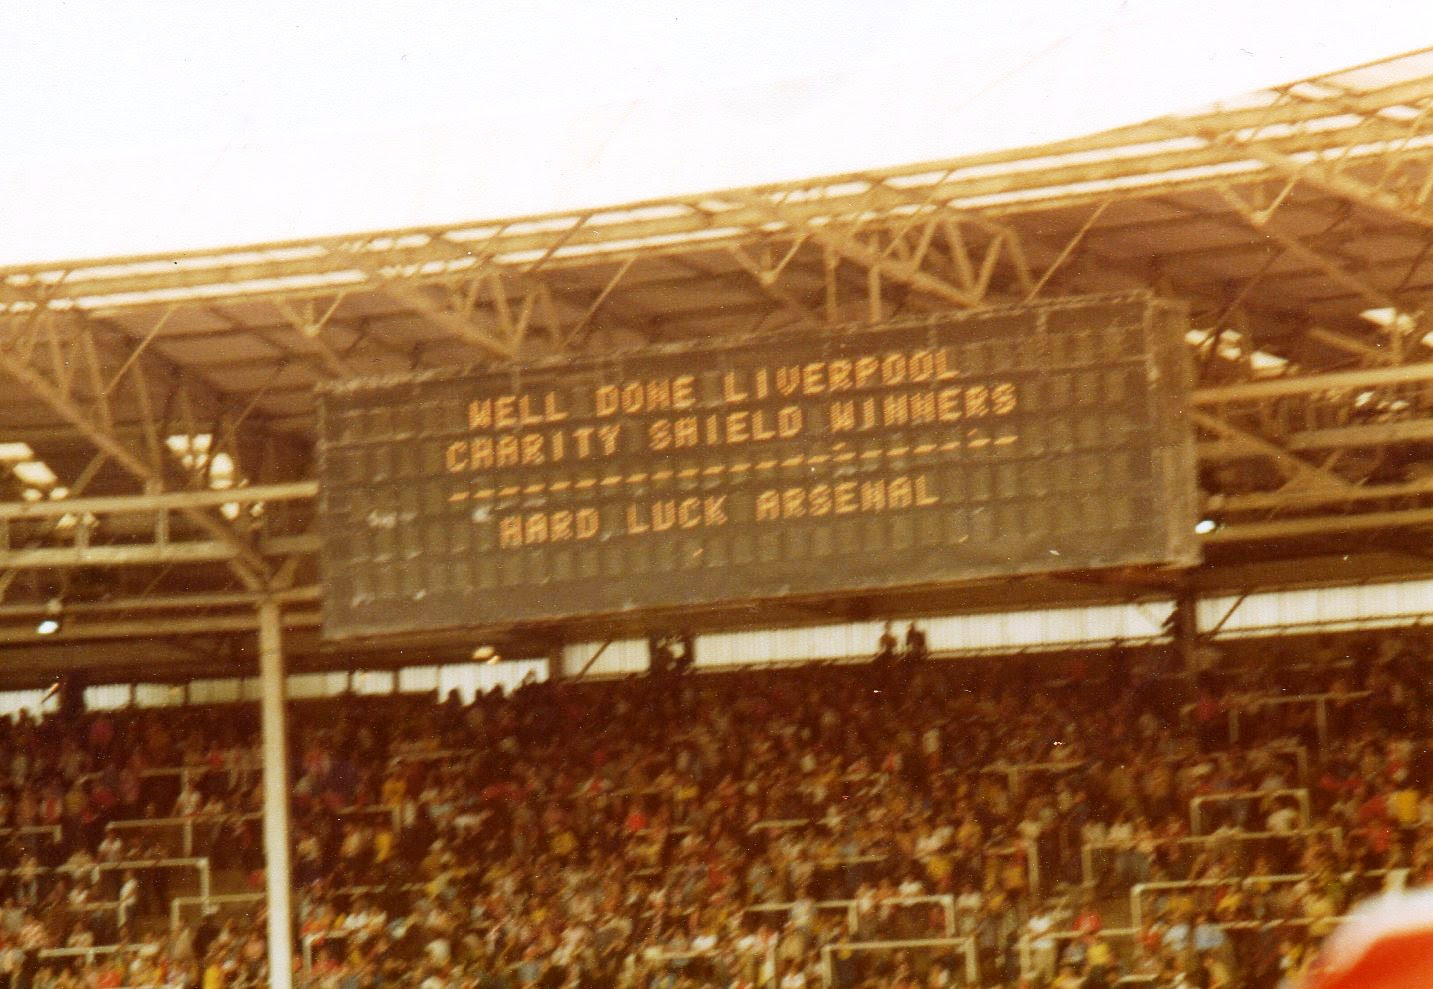 WELL DONE LIVERPOOL
CHARITY SHIELD WINNERS
-----------------------
HARD LUCK ARSENAL